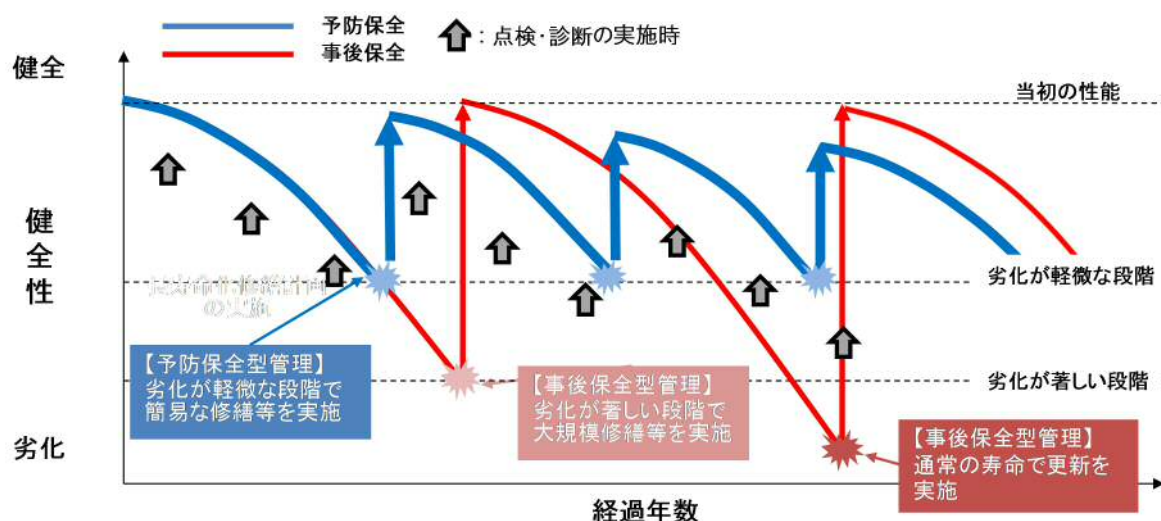 予防保全
事後保全
：点検・診断の実施時
健全
当初の性能
健全性
劣化が軽微な段階
の実施
【予防保全型管理】
劣化が軽微な段階で
簡易な修繕等を実施
【事後保全型管理】
劣化が著しい段階で
大規模修繕等を実施
劣化が著しい段階
劣化
【事後保全型管理】
通常の寿命で更新を
実施
経過年数